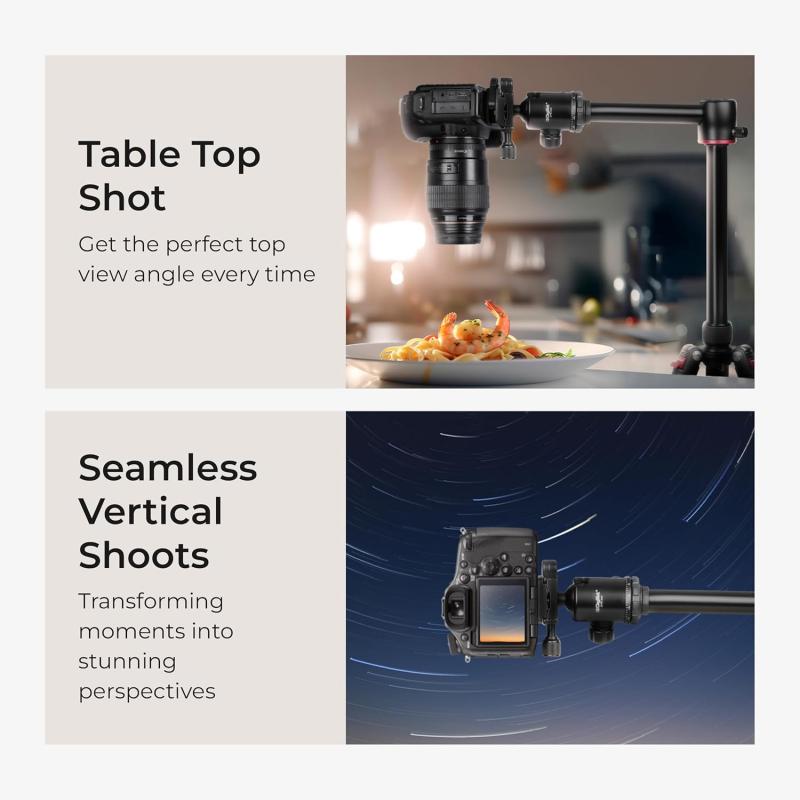 Table Top
Shot
Get the perfect top
view angle every time
Seamless
Vertical
Shoots
Transforming
moments into
stunning
perspectives